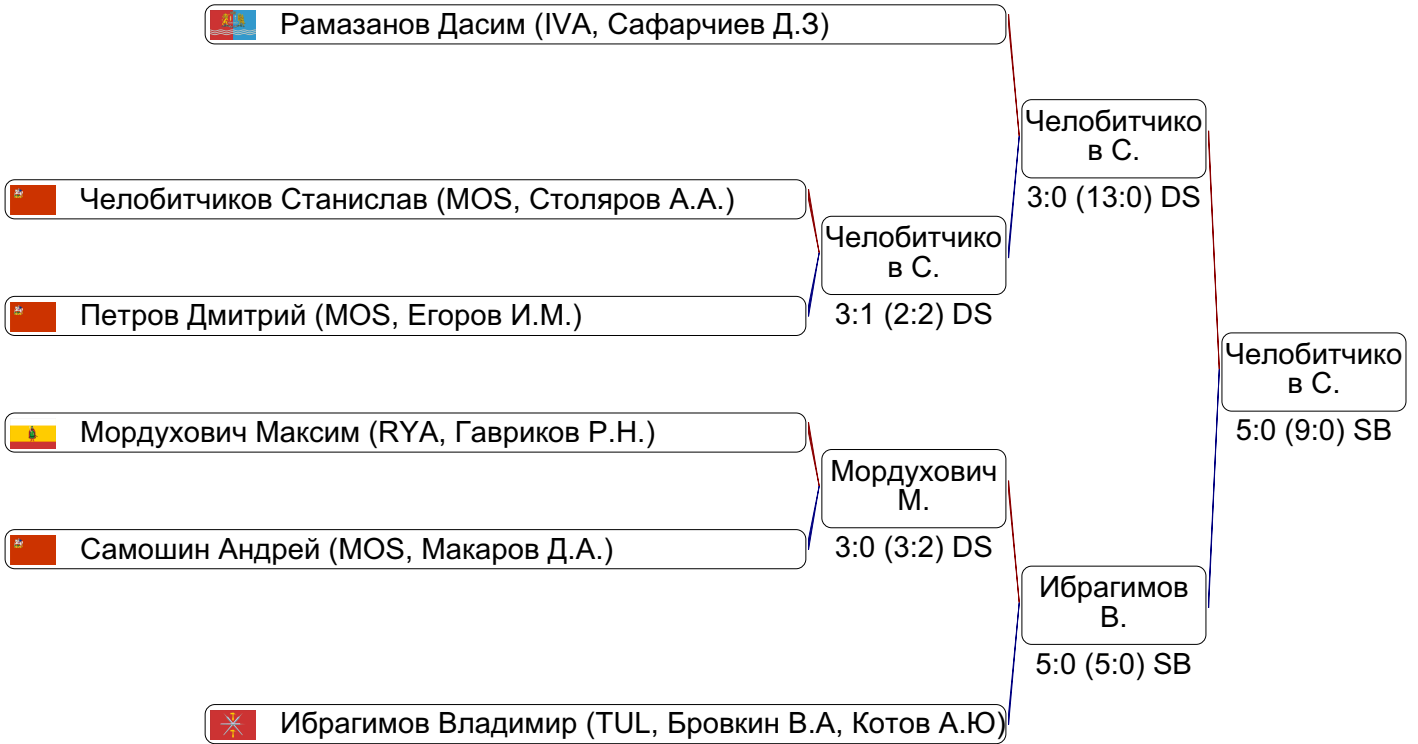 Рамазанов Дасим (IVA, Сафарчиев Д.З)
Челобитчико
в С.
3:0 (13:0) DS
Челобитчиков Станислав (MOS, Столяров А.А.)
Челобитчико
в С.
3:1 (2:2) DS
Петров Дмитрий (MOS, Егоров И.М.)
Челобитчико
в С.
5:0 (9:0) SB
Мордухович Максим (RYA, Гавриков Р.Н.)
Мордухович
М.
3:0 (3:2) DS
Самошин Андрей (MOS, Макаров Д.А.)
Ибрагимов
В.
5:0 (5:0) SB
Ибрагимов Владимир (TUL, Бровкин В.А, Котов А.Ю)